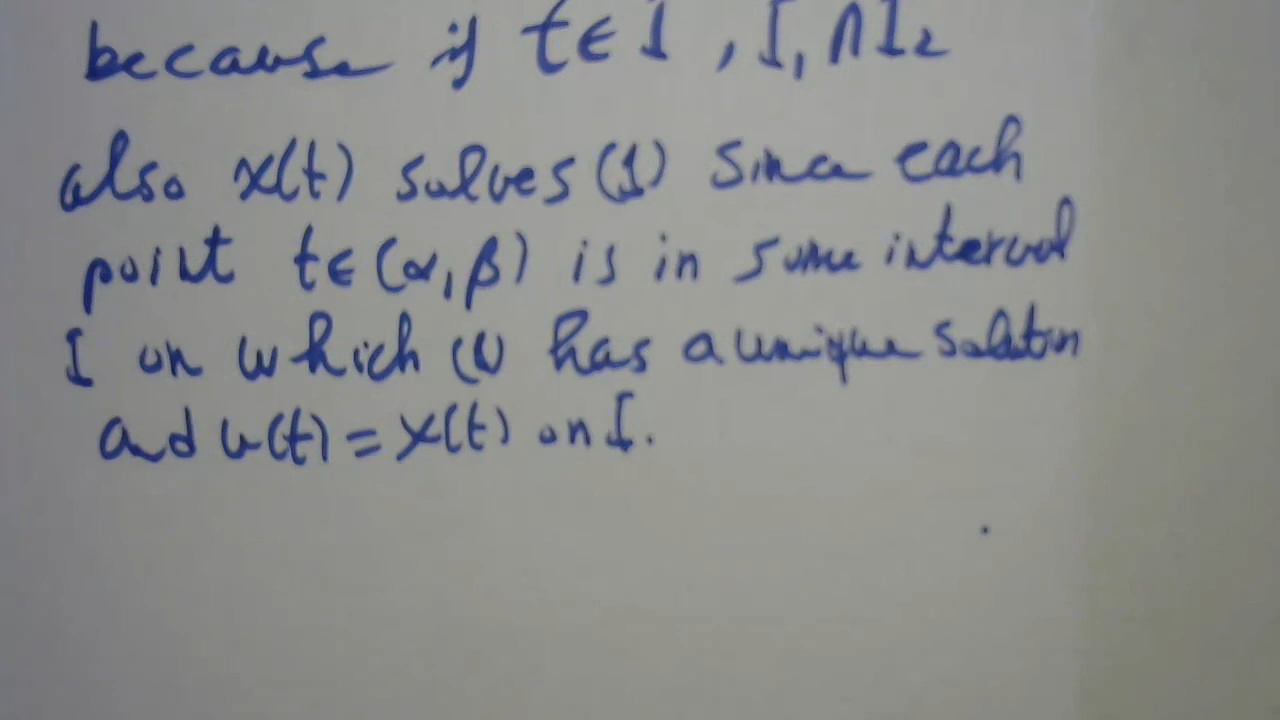 because if t∈I, I₁∩I₂
also x(t) solves (1) since each
point t∈(α,β) is in some interval
I on which (1) has a unique solution
and u(t)=x(t) on I.